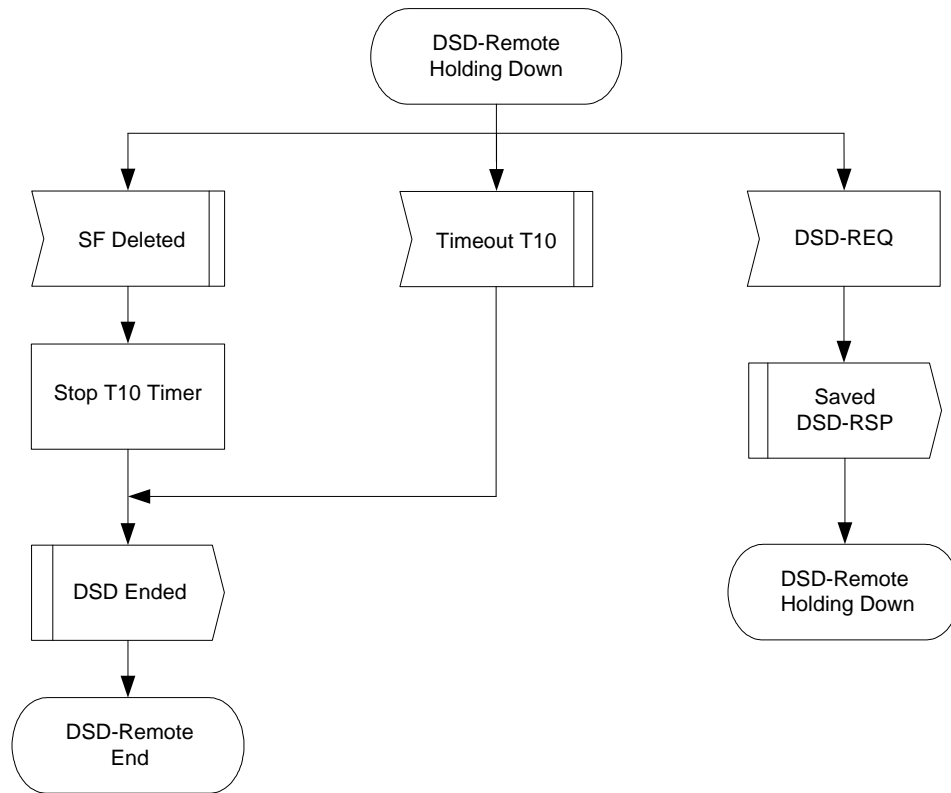 DSD-Remote
Holding Down
SF Deleted
Timeout T10
DSD-REQ
Stop T10 Timer
Saved
DSD-RSP
DSD Ended
DSD-Remote
Holding Down
DSD-Remote
End